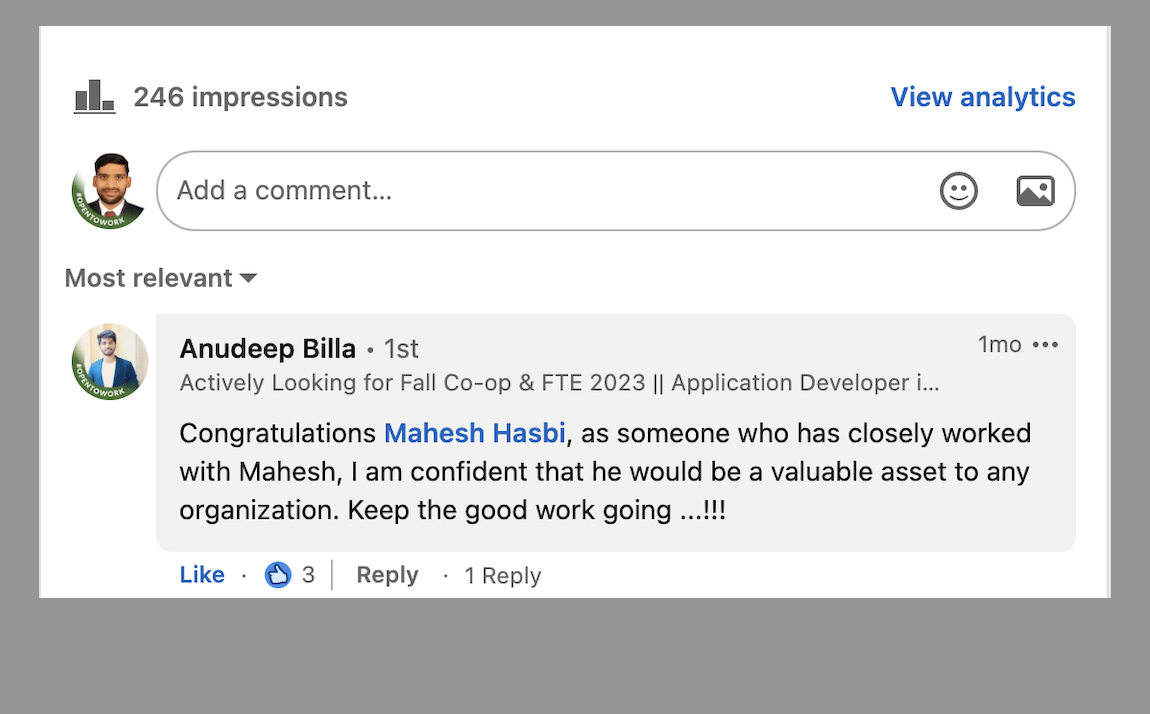 246 impressions
View analytics
#OPENTOWORK
Add a comment...
Most relevant
#OPENTOWORK
Anudeep Billa • 1st
1mo
Actively Looking for Fall Co-op & FTE 2023 || Application Developer i...
Congratulations Mahesh Hasbi, as someone who has closely worked
with Mahesh, I am confident that he would be a valuable asset to any
organization. Keep the good work going ...!!!
Like · 3 | Reply · 1 Reply